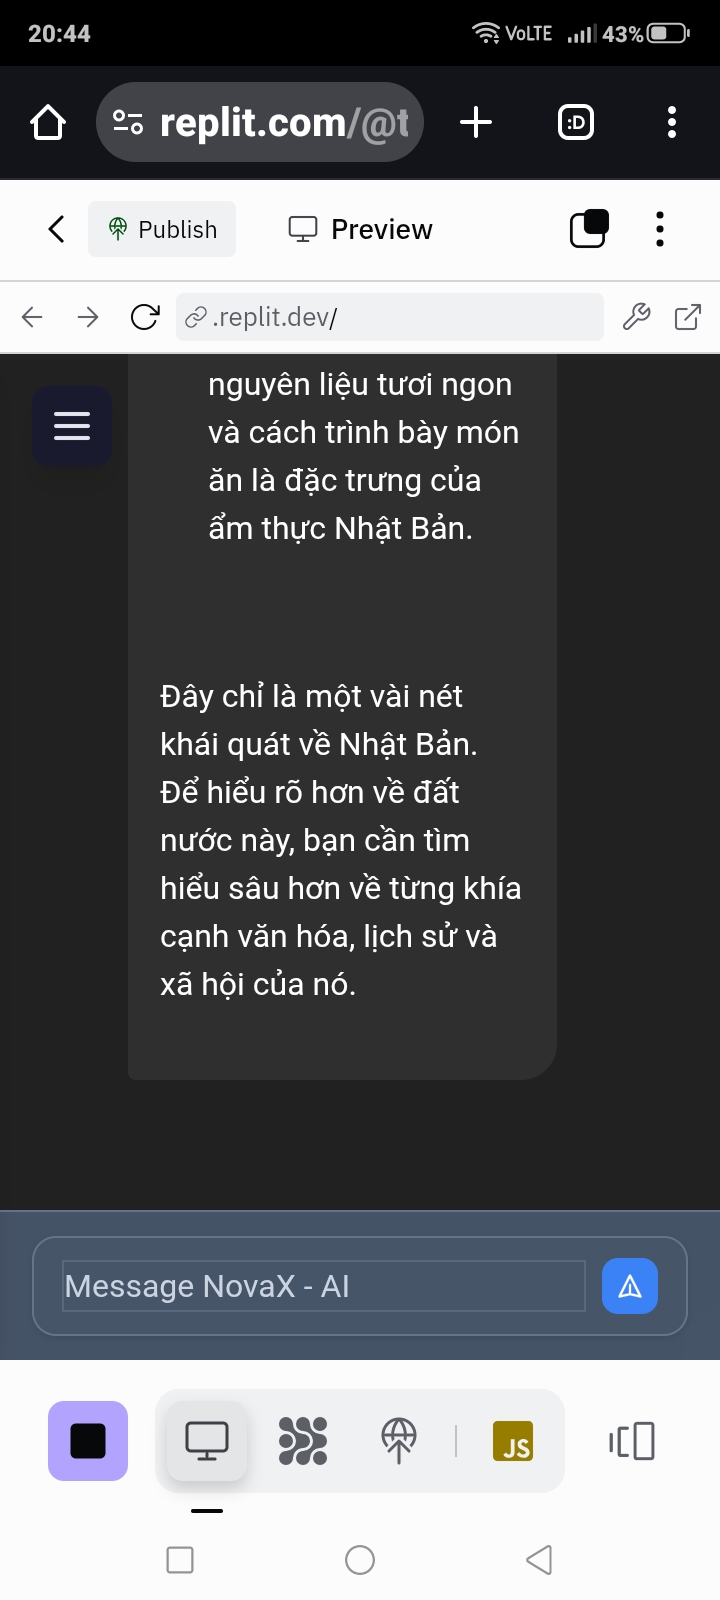 20:44
VoLTE
43%
replit.com/@t
:D
Publish
Preview
.replit.dev/
nguyên liệu tươi ngon
và cách trình bày món
ăn là đặc trưng của
ẩm thực Nhật Bản.
Đây chỉ là một vài nét
khái quát về Nhật Bản.
Để hiểu rõ hơn về đất
nước này, bạn cần tìm
hiểu sâu hơn về từng khía
cạnh văn hóa, lịch sử và
xã hội của nó.
Message NovaX - AI
JS